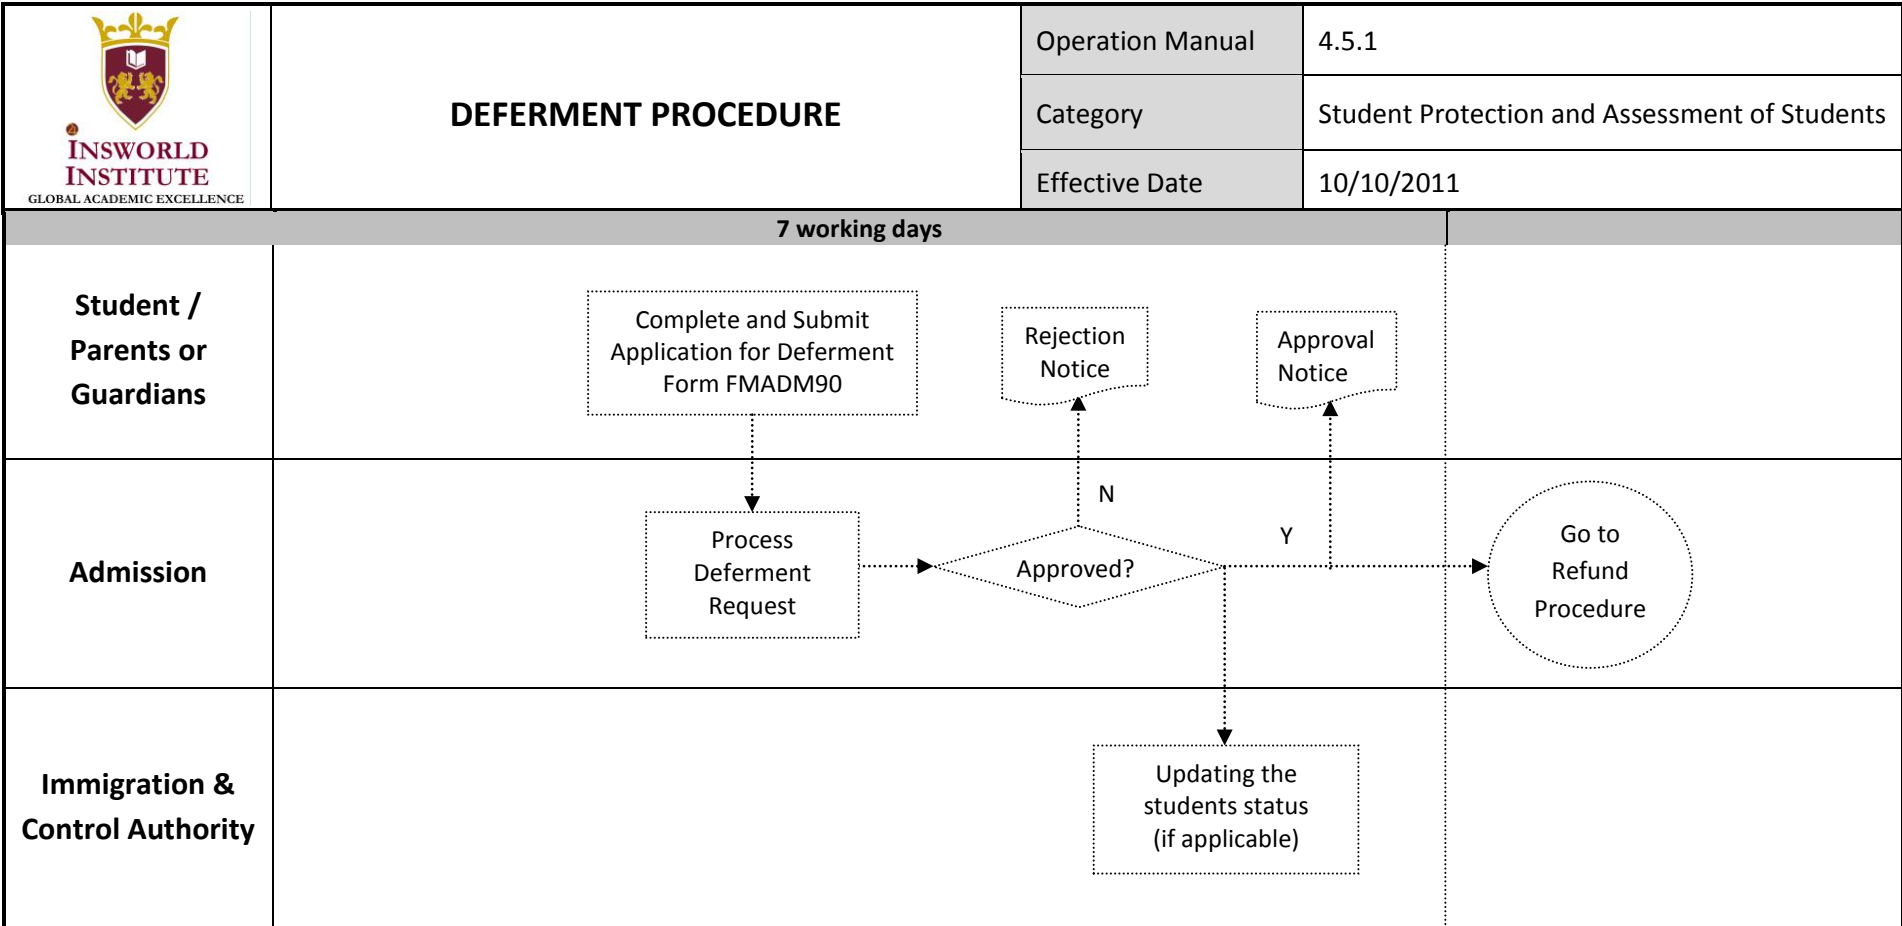 INSWORLD
INSTITUTE
GLOBAL ACADEMIC EXCELLENCE
DEFERMENT PROCEDURE
Operation Manual
4.5.1
Category
Student Protection and Assessment of Students
Effective Date
10/10/2011
7 working days
Student /
Parents or
Guardians
Complete and Submit
Application for Deferment
Form FMADM90
Rejection
Notice
Approval
Notice
Admission
Process
Deferment
Request
Approved?
N
Y
Go to
Refund
Procedure
Immigration &
Control Authority
Updating the
students status
(if applicable)